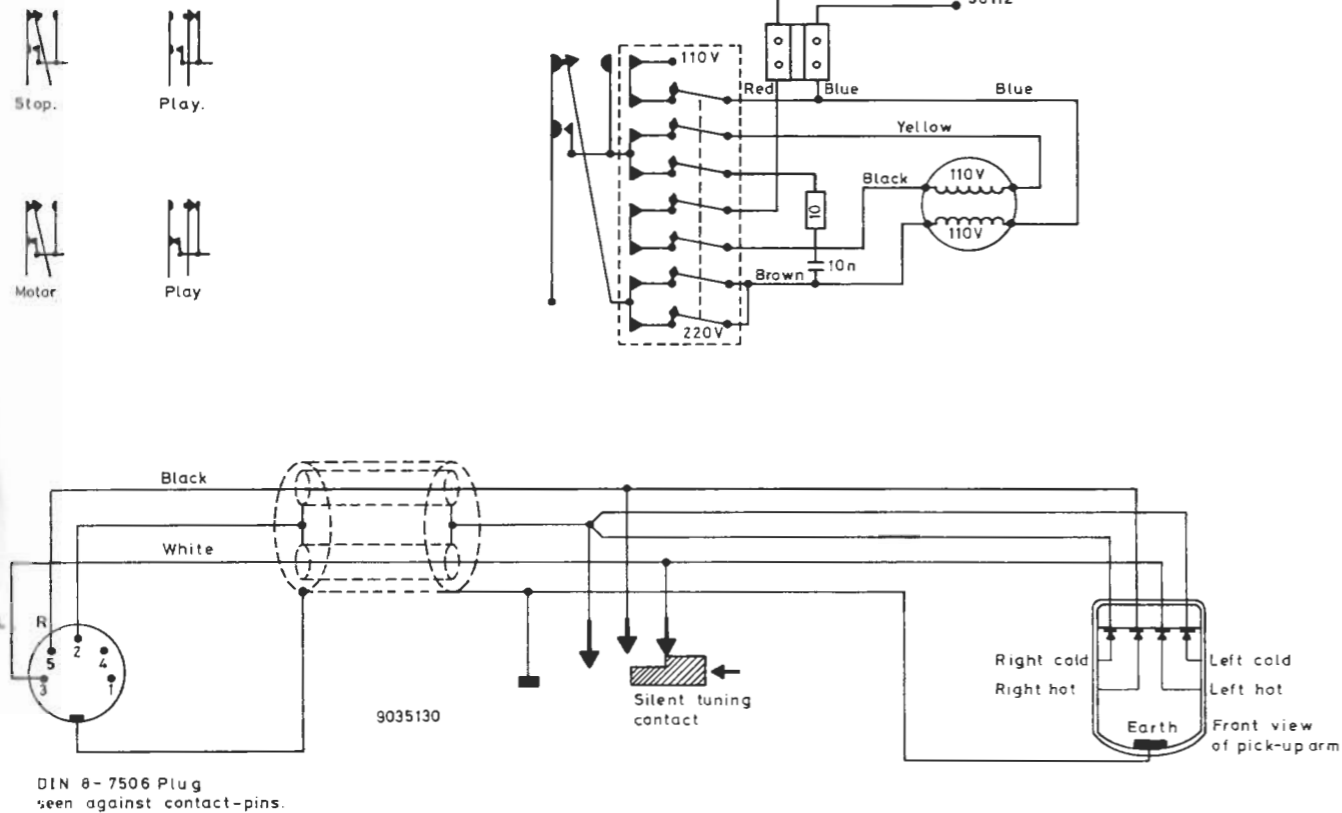 Stop.
Play.
Motor
Play
110V
Red
Blue
Blue
Yellow
Black
110V
10
110V
10n
Brown
220V
Black
White
R
5
2
4
3
1
9035130
Silent tuning
contact
Right cold
Left cold
Right hot
Left hot
Earth
Front view
of pick-up arm
DIN 8-7506 Plug
seen against contact-pins.